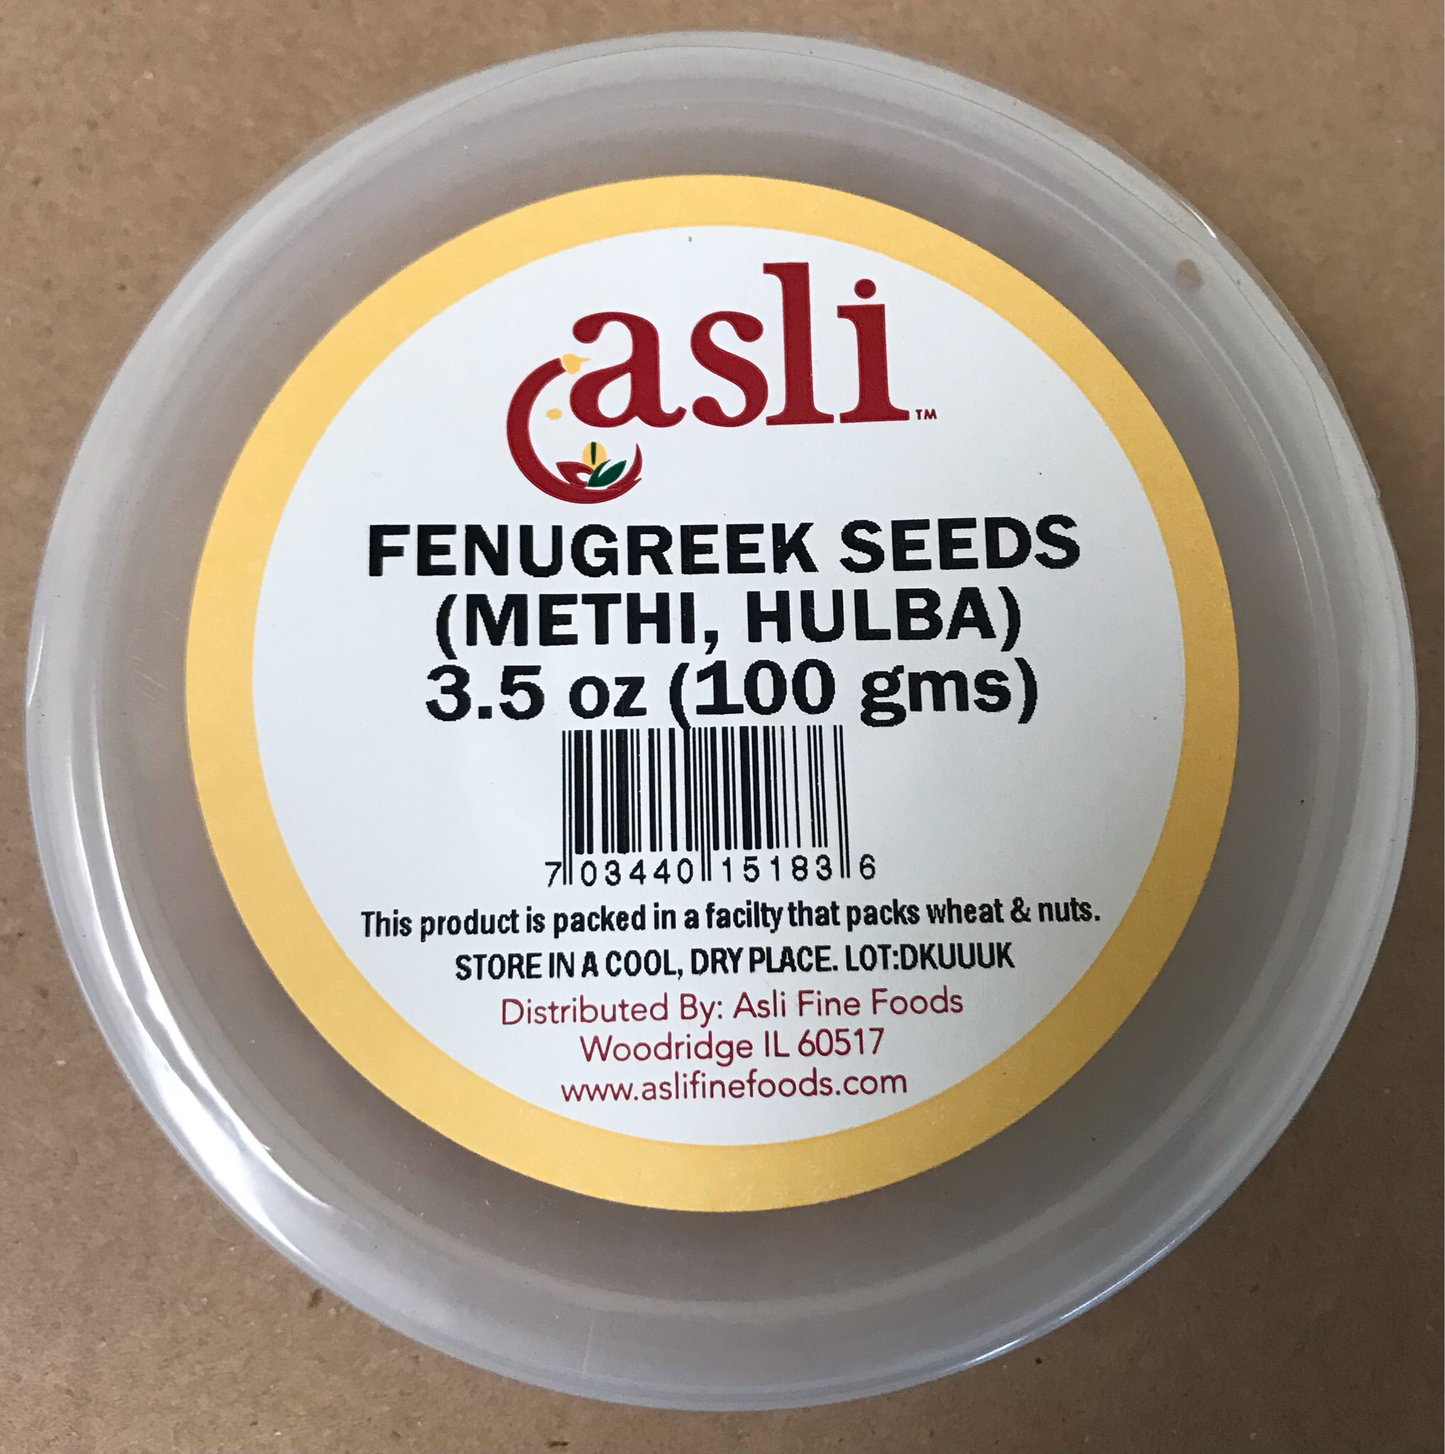 asli™
FENUGREEK SEEDS
(METHI, HULBA)
3.5 oz (100 gms)
7 03440 15183 6
This product is packed in a facilty that packs wheat & nuts.
STORE IN A COOL, DRY PLACE. LOT:DKUUUK
Distributed By: Asli Fine Foods
Woodridge IL 60517
www.aslifinefoods.com